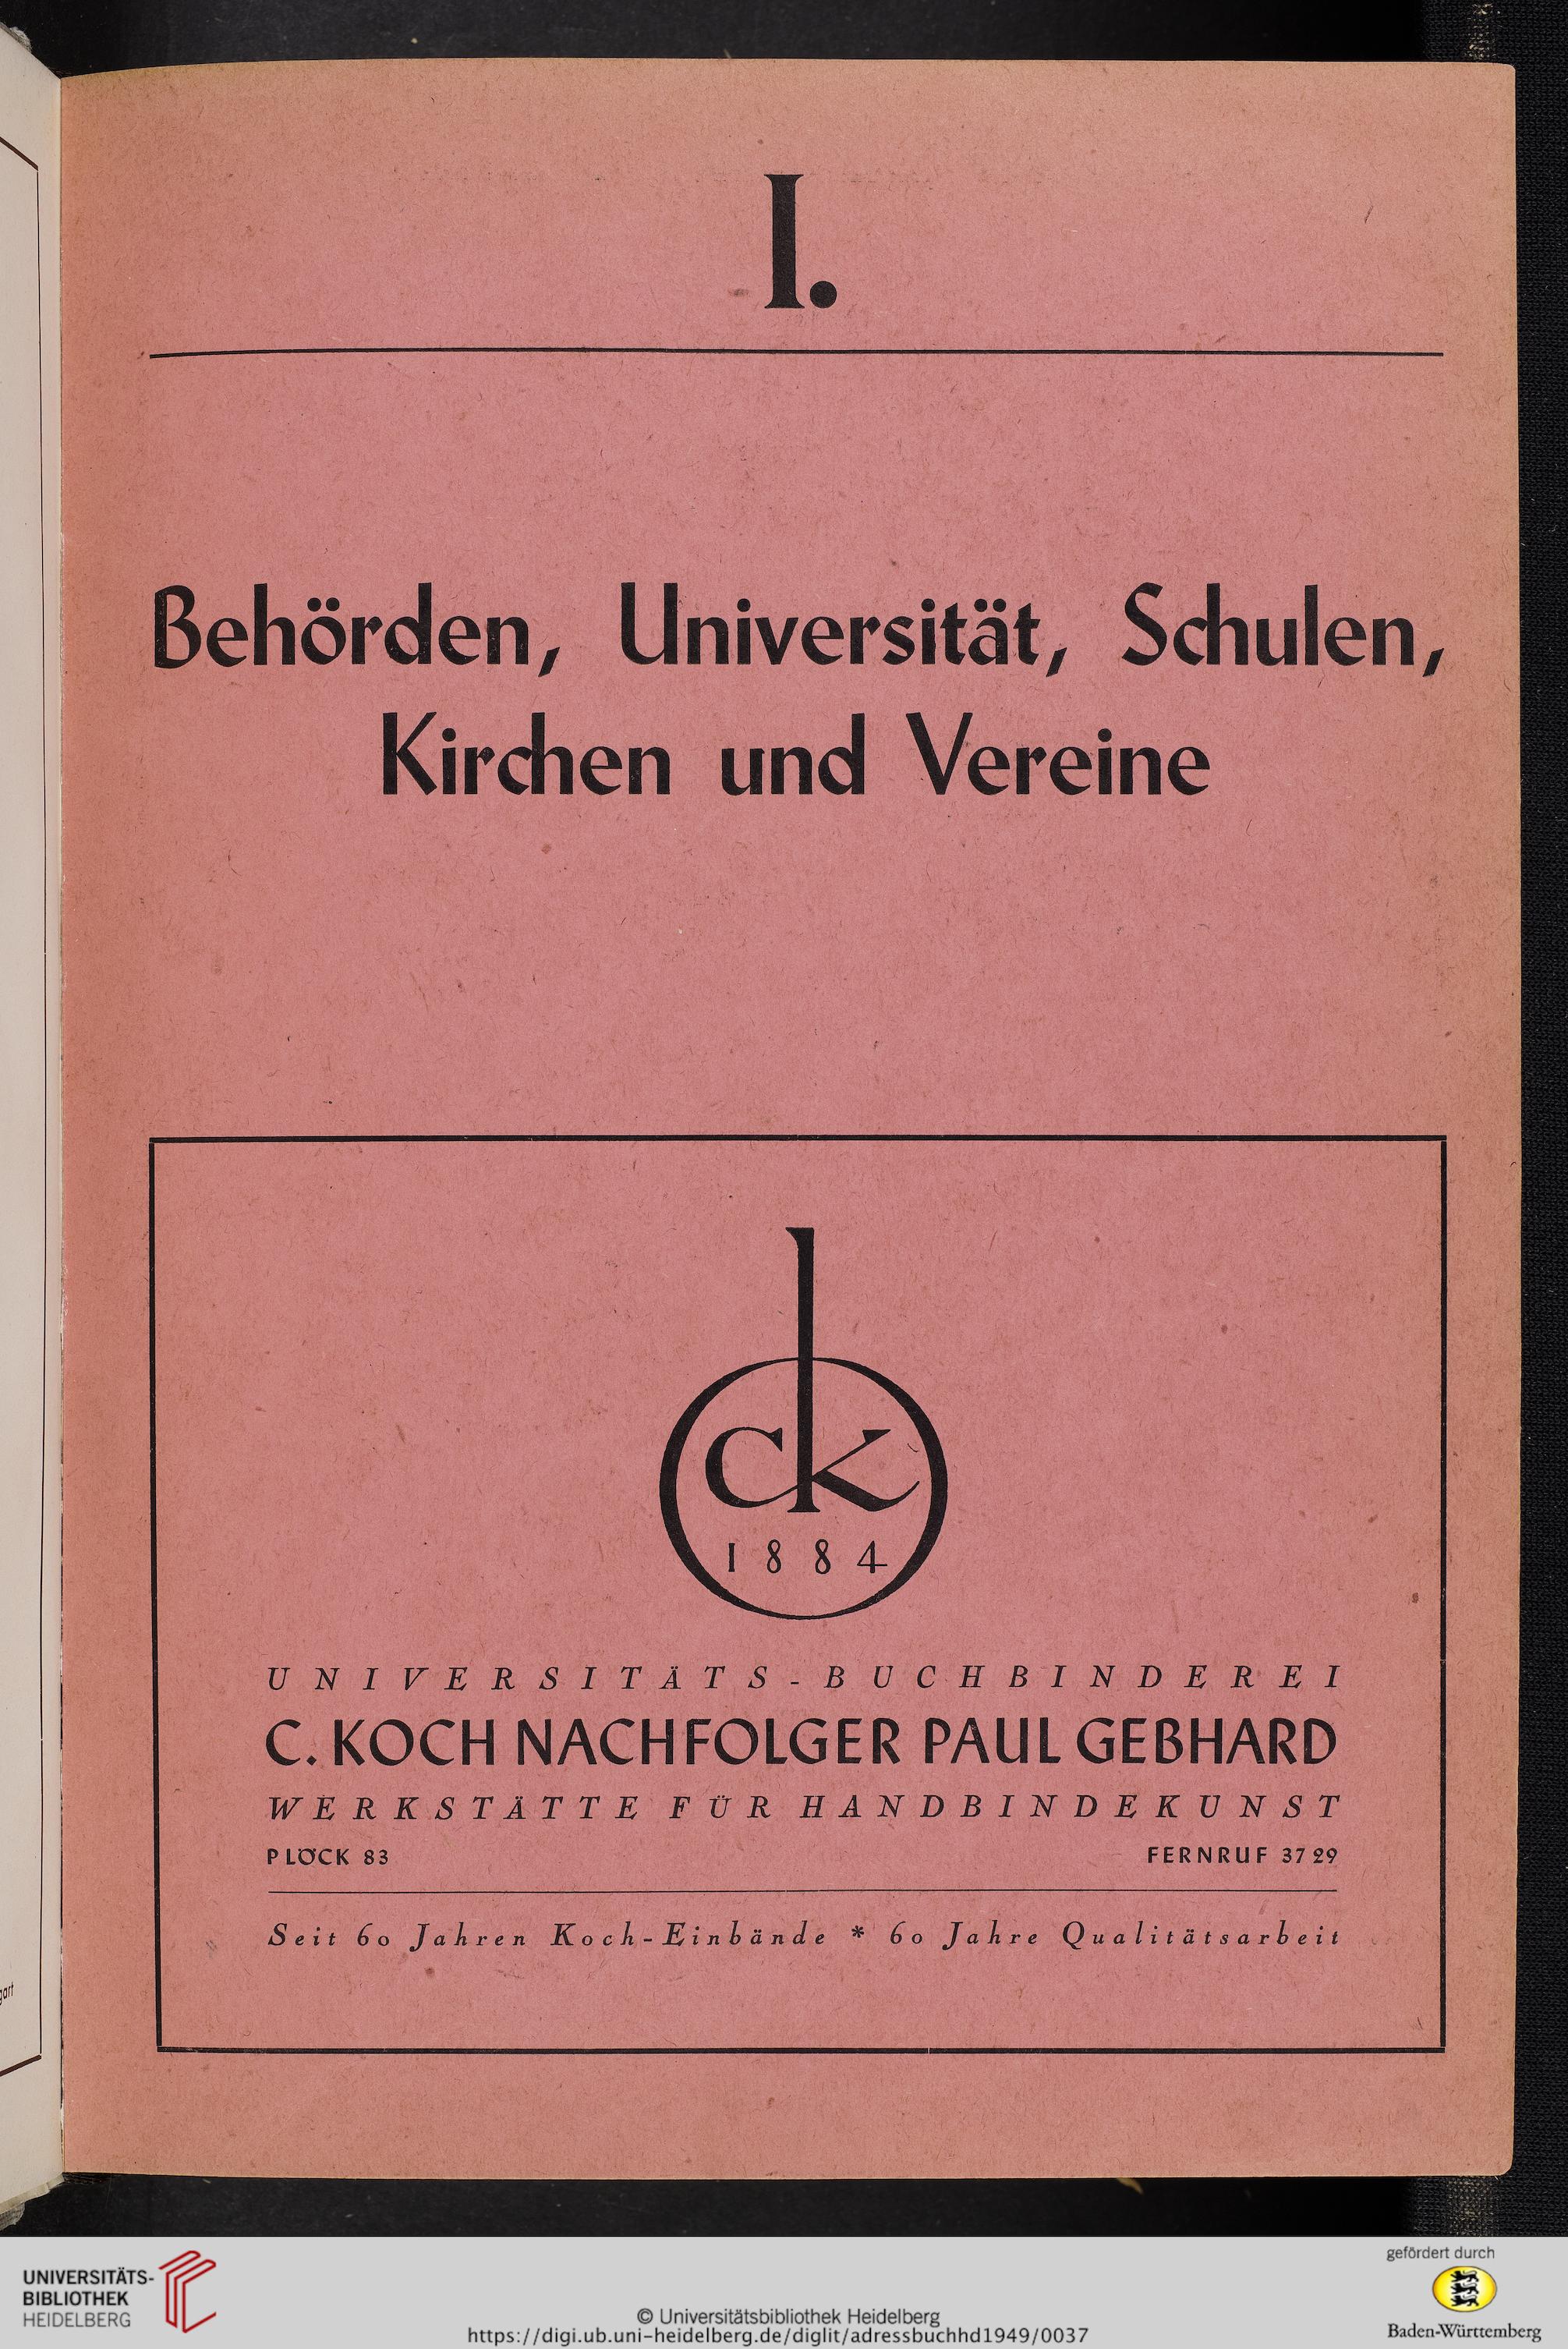 I.
Behörden, Universität, Schulen,
Kirchen und Vereine
ck
1884
UNIVERSITÄTS-BUCHBINDEREI
C. KOCH NACHFOLGER PAUL GEBHARD
WERKSTÄTTE FÜR HANDBINDEKUNST
PLÖCK 83 FERNRUF 3729
Seit 60 Jahren Koch-Einbände * 60 Jahre Qualitätsarbeit
gart
UNIVERSITÄTS-
BIBLIOTHEK
HEIDELBERG
© Universitätsbibliothek Heidelberg
https://digi.ub.uni-heidelberg.de/diglit/adressbuchhd1949/0037
gefördert durch
Baden-Württemberg